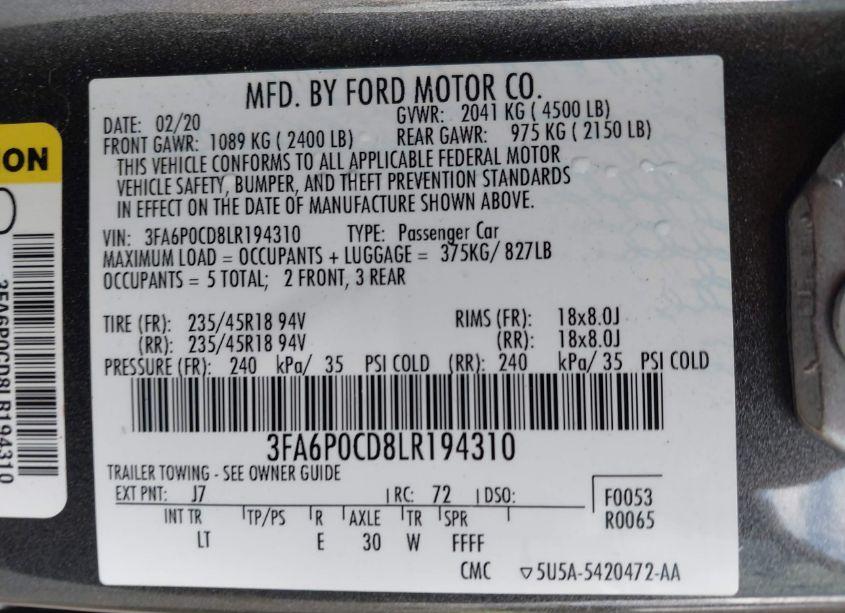 MFD. BY FORD MOTOR CO.
DATE: 02/20 GVWR: 2041 KG ( 4500 LB)
FRONT GAWR: 1089 KG ( 2400 LB) REAR GAWR: 975 KG ( 2150 LB)
THIS VEHICLE CONFORMS TO ALL APPLICABLE FEDERAL MOTOR
VEHICLE SAFETY, BUMPER, AND THEFT PREVENTION STANDARDS
IN EFFECT ON THE DATE OF MANUFACTURE SHOWN ABOVE.
VIN: 3FA6P0CD8LR194310 TYPE: Passenger Car
MAXIMUM LOAD = OCCUPANTS + LUGGAGE = 375KG/ 827LB
OCCUPANTS = 5 TOTAL; 2 FRONT, 3 REAR
TIRE (FR): 235/45R18 94V RIMS (FR): 18x8.0J
(RR): 235/45R18 94V (RR): 18x8.0J
PRESSURE (FR): 240 kPa/ 35 PSI COLD (RR): 240 kPa/ 35 PSI COLD
3FA6P0CD8LR194310
TRAILER TOWING - SEE OWNER GUIDE
EXT PNT: J7 RC: 72 DSO: F0053
R0065
INT TR TP/PS R AXLE TR SPR
LT E 30 W FFFF
CMC ▽5U5A-5420472-AA
ION
3FA6P0CD8LR194310